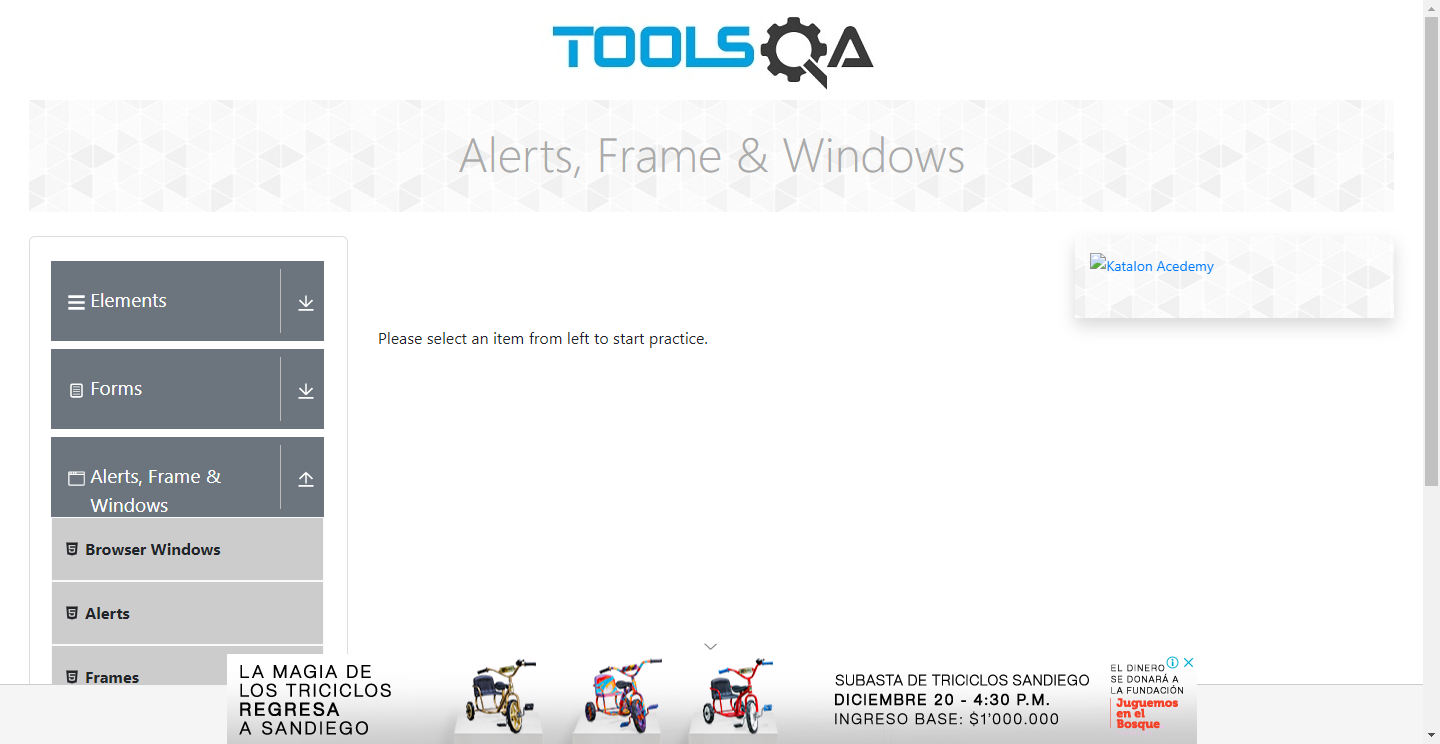 TOOLSQA
Alerts, Frame & Windows
Elements
Forms
Alerts, Frame &
Windows
Browser Windows
Alerts
Frames
Please select an item from left to start practice.
Katalon Acedemy
LA MAGIA DE
LOS TRICICLOS
REGRESA
A SANDIEGO
SUBASTA DE TRICICLOS SANDIEGO
DICIEMBRE 20 - 4:30 P.M.
INGRESO BASE: $1'000.000
EL DINERO
SE DONARÁ A
LA FUNDACIÓN
Juguemos
en el
Bosque